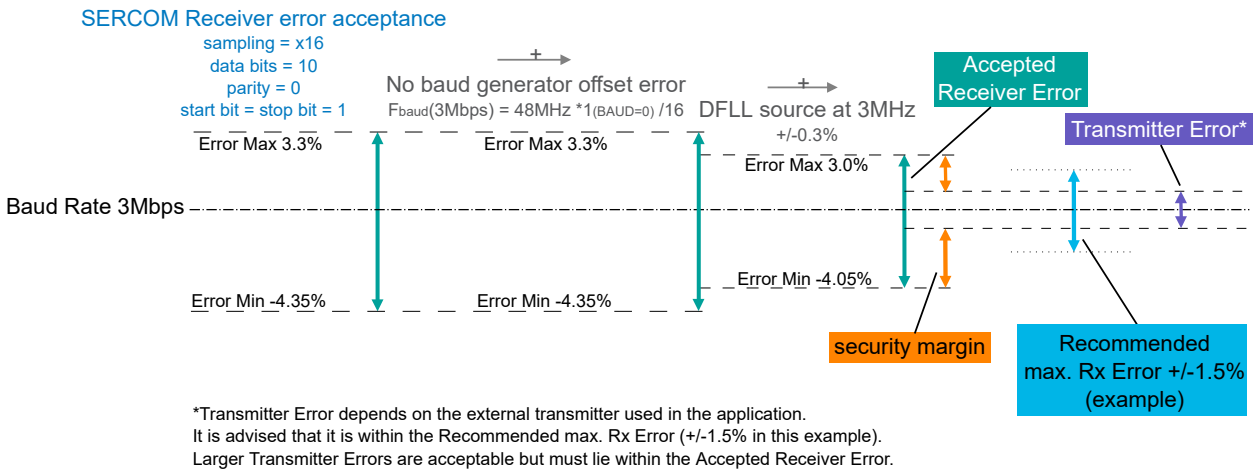 SERCOM Receiver error acceptance
sampling = x16
data bits = 10
parity = 0
start bit = stop bit = 1
+
No baud generator offset error
Fbaud(3Mbps) = 48MHz *1(BAUD=0) /16
+
DFLL source at 3MHz
+/-0.3%
Accepted
Receiver Error
Transmitter Error*
Error Max 3.3%
Error Max 3.3%
Error Max 3.0%
Baud Rate 3Mbps
Error Min -4.35%
Error Min -4.35%
Error Min -4.05%
security margin
Recommended
max. Rx Error +/-1.5%
(example)
*Transmitter Error depends on the external transmitter used in the application.
It is advised that it is within the Recommended max. Rx Error (+/-1.5% in this example).
Larger Transmitter Errors are acceptable but must lie within the Accepted Receiver Error.